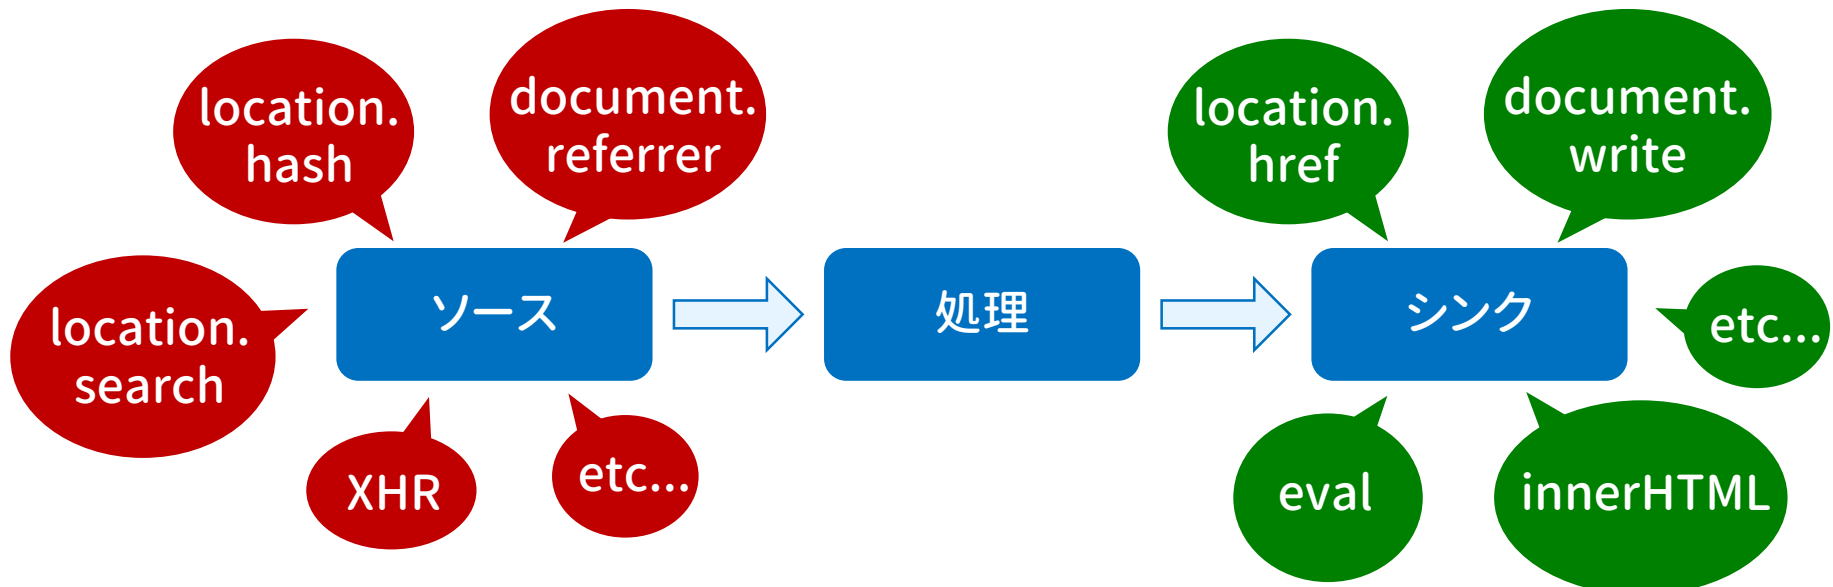 location.
hash
document.
referrer
location.
search
XHR
etc...
ソース
処理
シンク
location.
href
document.
write
etc...
eval
innerHTML